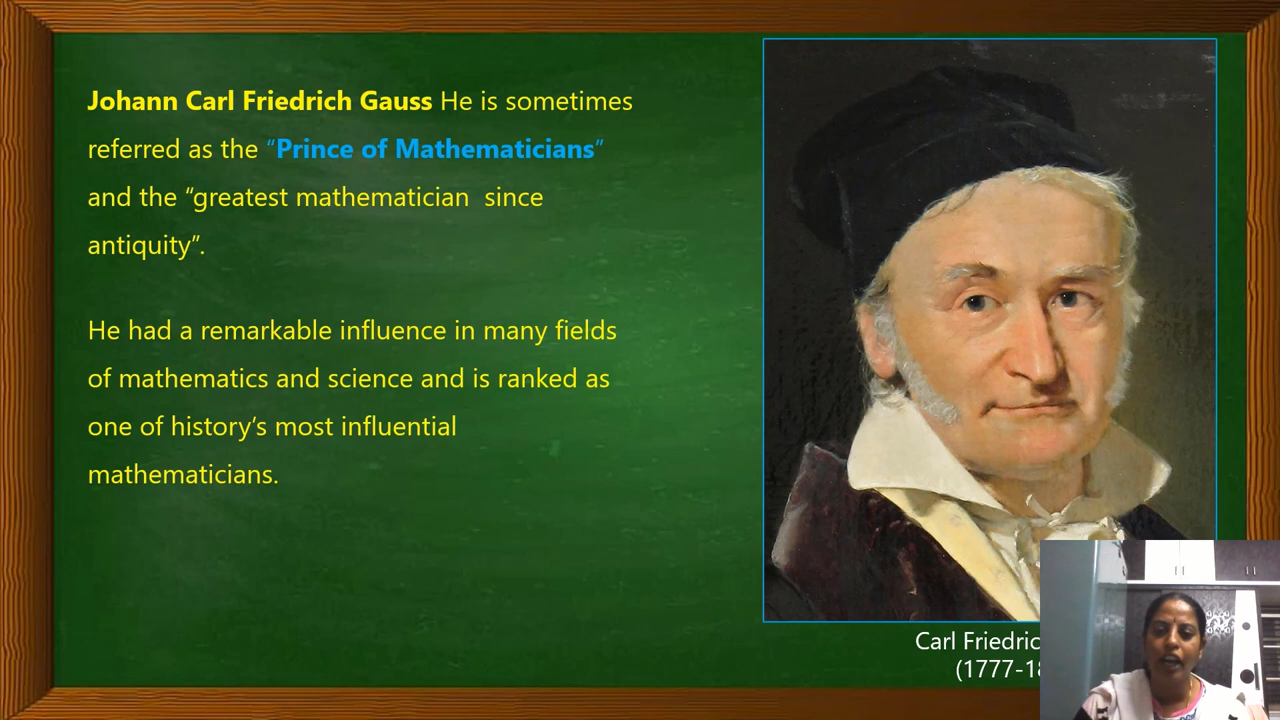 Johann Carl Friedrich Gauss He is sometimes
referred as the “Prince of Mathematicians”
and the “greatest mathematician  since
antiquity”.
He had a remarkable influence in many fields
of mathematics and science and is ranked as
one of history’s most influential
mathematicians.
Carl
(1777-